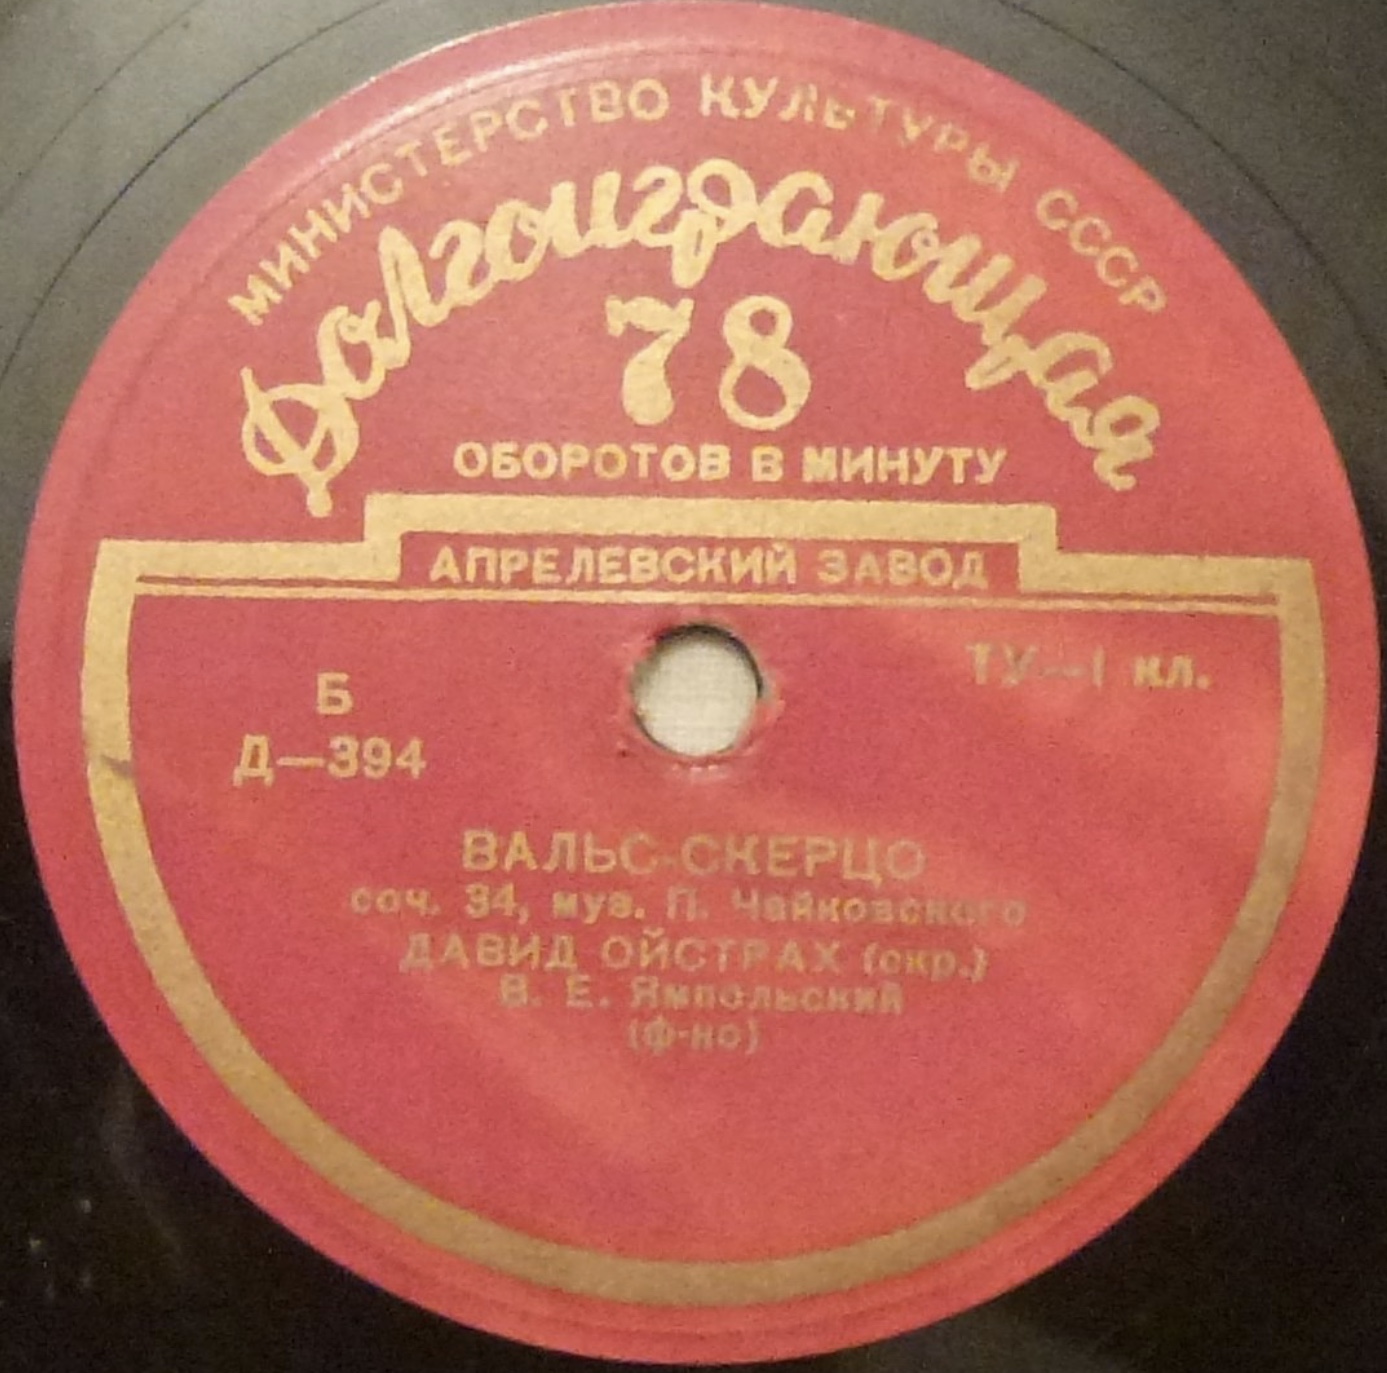 МИНИСТЕРСТВО КУЛЬТУРЫ СССР
Долгоиграющая
78
ОБОРОТОВ В МИНУТУ
АПРЕЛЕВСКИЙ ЗАВОД
ТУ—1 кл.
Б
Д—394
ВАЛЬС-СКЕРЦО
соч. 34, муз. П. Чайковского
ДАВИД ОЙСТРАХ (скр.)
В. Е. Ямпольский
(ф-но)